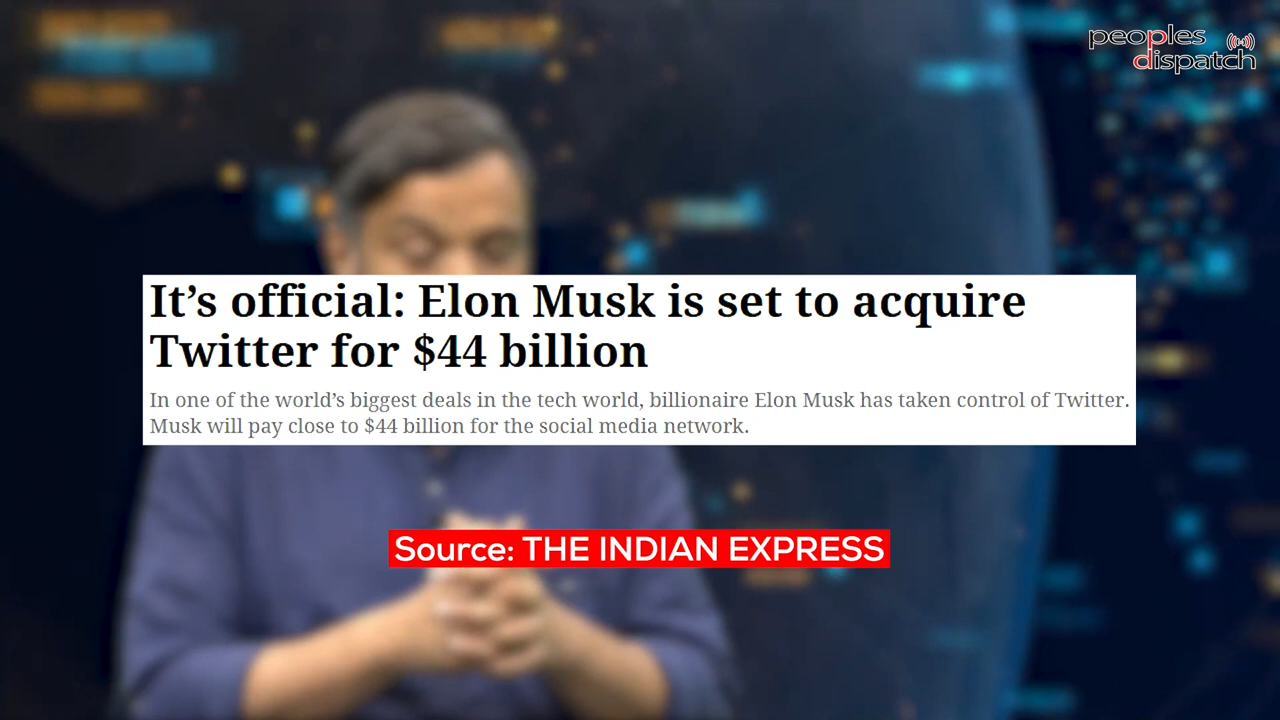 peoples
dispatch
It’s official: Elon Musk is set to acquire
Twitter for $44 billion
In one of the world’s biggest deals in the tech world, billionaire Elon Musk has taken control of Twitter.
Musk will pay close to $44 billion for the social media network.
Source: THE INDIAN EXPRESS